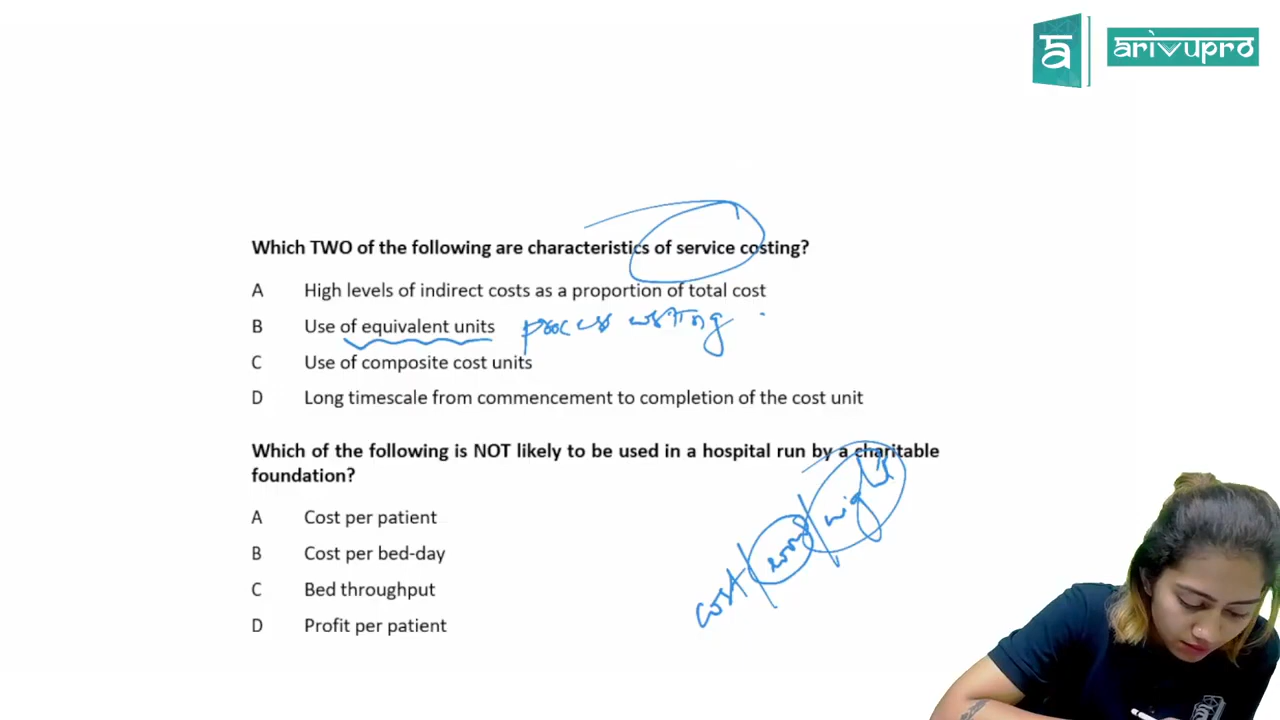 ā arivupro
Which TWO of the following are characteristics of service costing?
A High levels of indirect costs as a proportion of total cost
B Use of equivalent units process costing
C Use of composite cost units
D Long timescale from commencement to completion of the cost unit
Which of the following is NOT likely to be used in a hospital run by a charitable
foundation?
A Cost per patient
B Cost per bed-day
C Bed throughput
D Profit per patient
cost/room/night